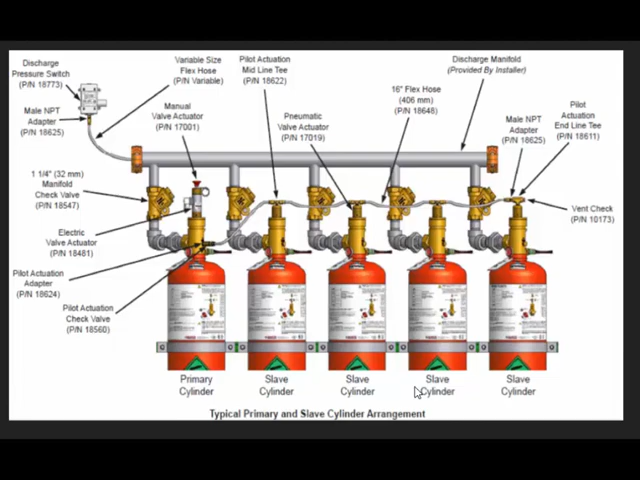 Discharge
Pressure Switch
(P/N 18773)
Variable Size
Flex Hose
(P/N Variable)
Pilot Actuation
Mid Line Tee
(P/N 18622)
Discharge Manifold
(Provided By Installer)
Male NPT
Adapter
(P/N 18625)
Manual
Valve Actuator
(P/N 17001)
Pneumatic
Valve Actuator
(P/N 17019)
16" Flex Hose
(406 mm)
(P/N 18648)
Male NPT
Adapter
(P/N 18625)
Pilot
Actuation
End Line Tee
(P/N 18611)
1 1/4" (32 mm)
Manifold
Check Valve
(P/N 18547)
Vent Check
(P/N 10173)
Electric
Valve Actuator
(P/N 18481)
Pilot Actuation
Adapter
(P/N 18624)
Pilot Actuation
Check Valve
(P/N 18560)
Primary
Cylinder
Slave
Cylinder
Slave
Cylinder
Slave
Cylinder
Slave
Cylinder
Typical Primary and Slave Cylinder Arrangement